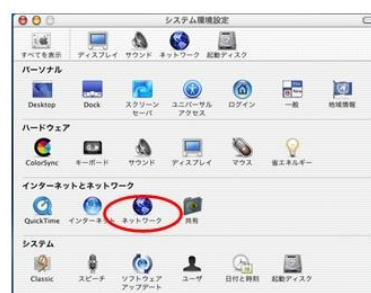 システム環境設定
すべてを表示 ディスプレイ サウンド ネットワーク 起動ディスク
パーソナル
Desktop Dock スクリーン セーバ ユニバーサル アクセス ログイン 一般 地域情報
ハードウェア
ColorSync キーボード サウンド ディスプレイ マウス 省エネルギー
インターネットとネットワーク
QuickTime インターネット ネットワーク 共有
システム
Classic スピーチ ソフトウェア アップデート ユーザ 日付と時刻 起動ディスク